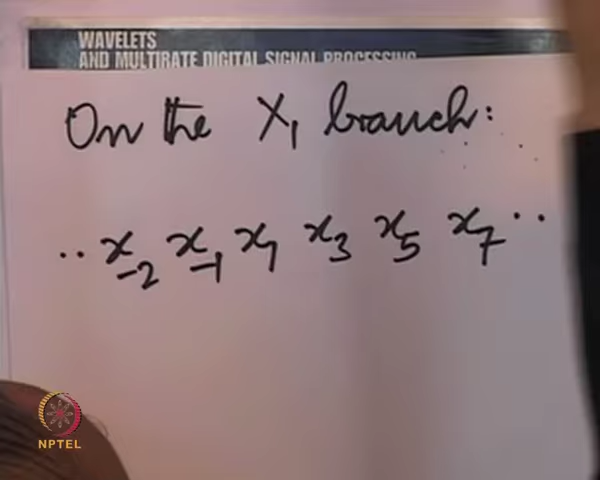 WAVELETS
AND MULTIRATE DIGITAL SIGNAL PROCESSING
On the X₁ branch:
.. x₋₂ x₋₁ x₁ x₃ x₅ x₇ ..
NPTEL